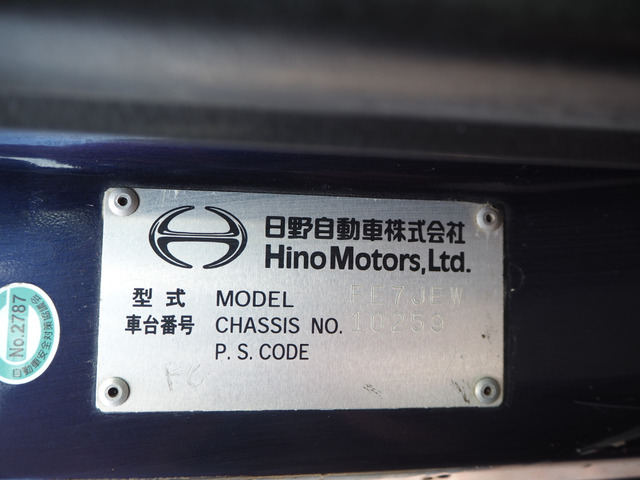 日野自動車株式会社
Hino Motors, Ltd.
型式 MODEL FE7JEW
車台番号 CHASSIS NO. 10259
P. S. CODE
No.2787